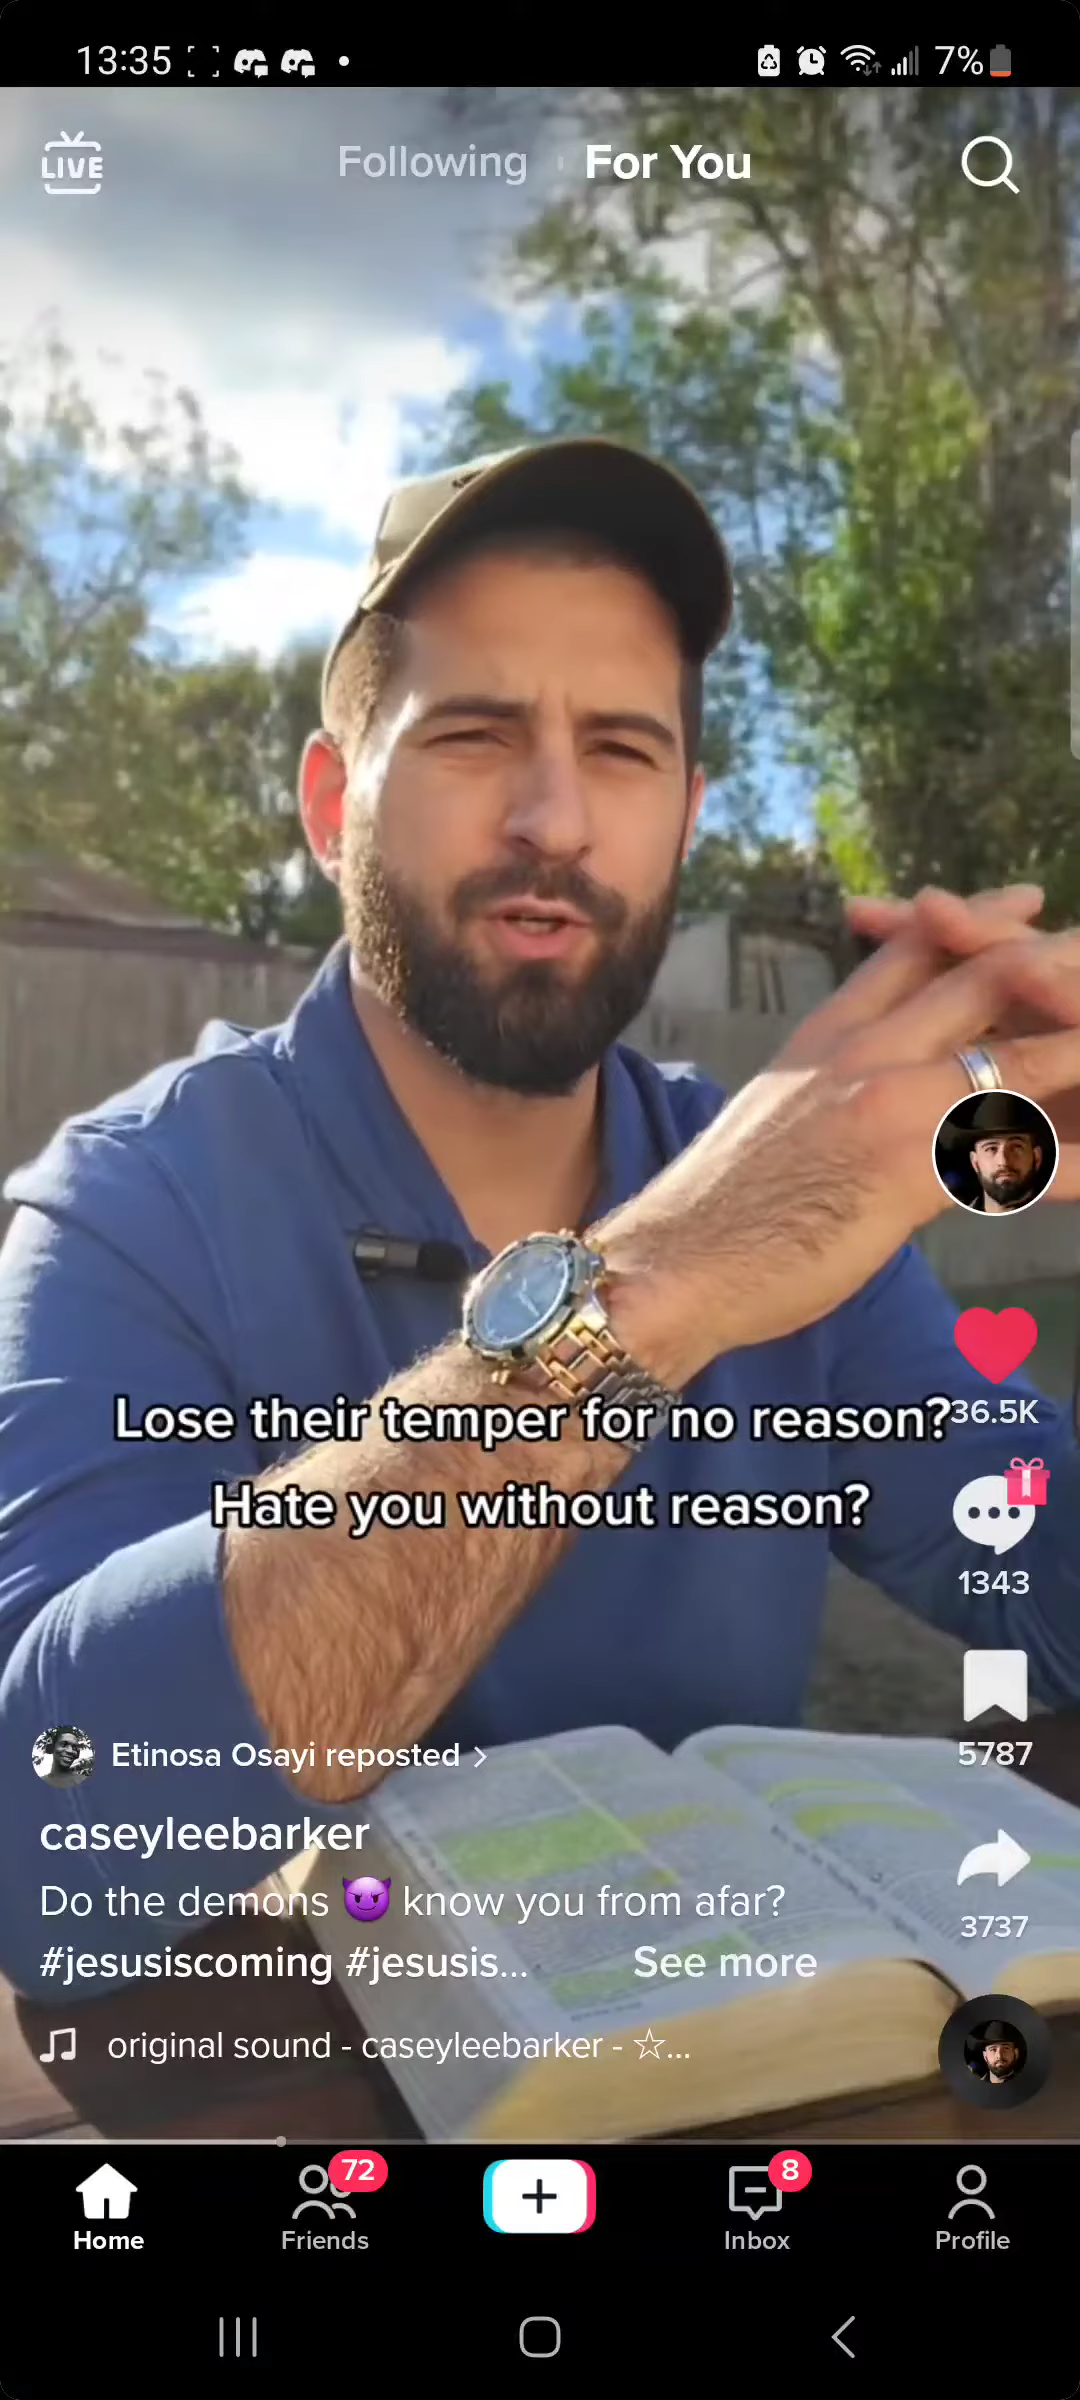 13:35
7%
LIVE
Following
For You
Lose their temper for no reason?
Hate you without reason?
36.5K
1343
5787
3737
Etinosa Osayi reposted >
caseyleebarker
Do the demons 😈 know you from afar?
#jesusiscoming #jesusis... See more
original sound - caseyleebarker - ☆...
72
8
Home
Friends
Inbox
Profile